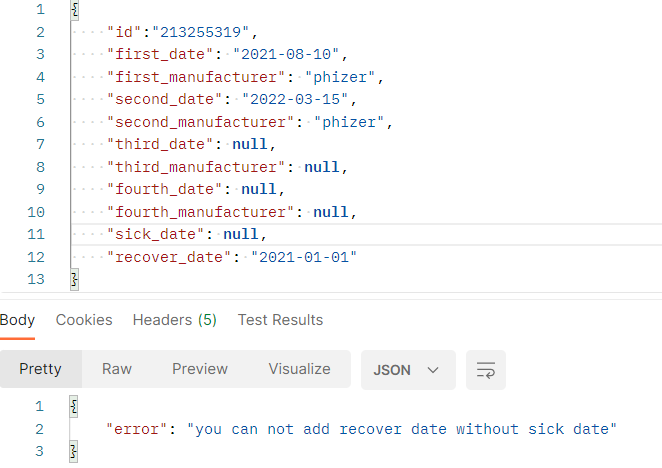 1 {
2 "id":"213255319",
3 "first_date": "2021-08-10",
4 "first_manufacturer": "phizer",
5 "second_date": "2022-03-15",
6 "second_manufacturer": "phizer",
7 "third_date": null,
8 "third_manufacturer": null,
9 "fourth_date": null,
10 "fourth_manufacturer": null,
11 "sick_date": null,
12 "recover_date": "2021-01-01"
13 }
Body Cookies Headers (5) Test Results
Pretty Raw Preview Visualize JSON
1 {
2 "error": "you can not add recover date without sick date"
3 }